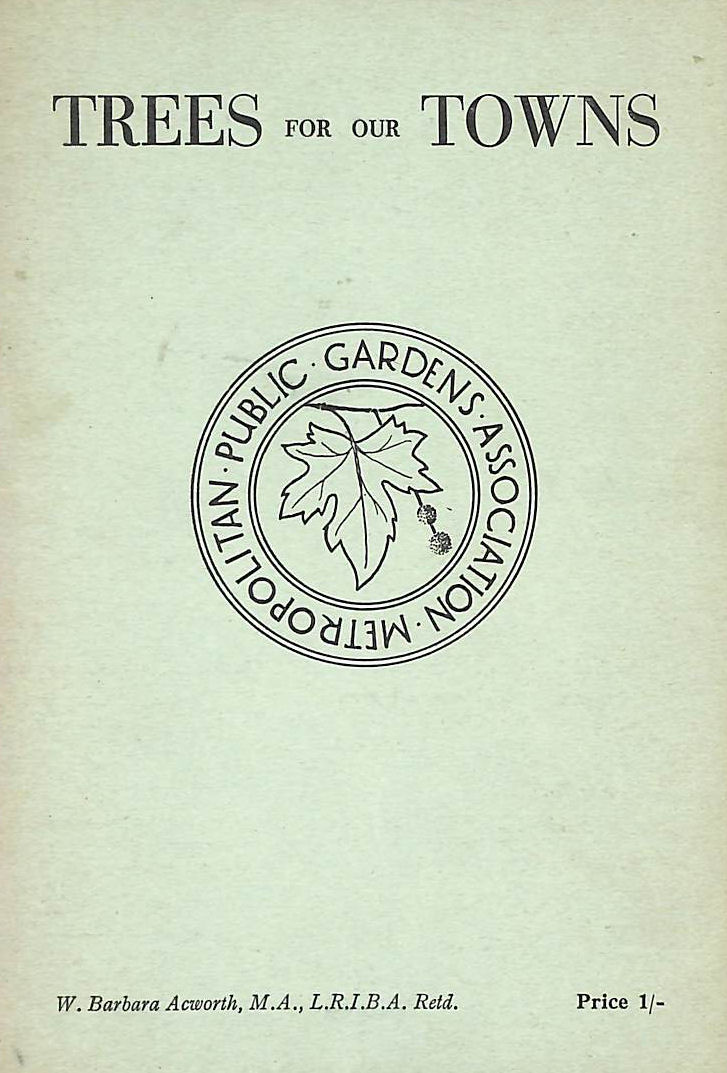 TREES FOR OUR TOWNS
METROPOLITAN · PUBLIC · GARDENS · ASSOCIATION ·
W. Barbara Acworth, M.A., L.R.I.B.A. Retd. Price 1/-